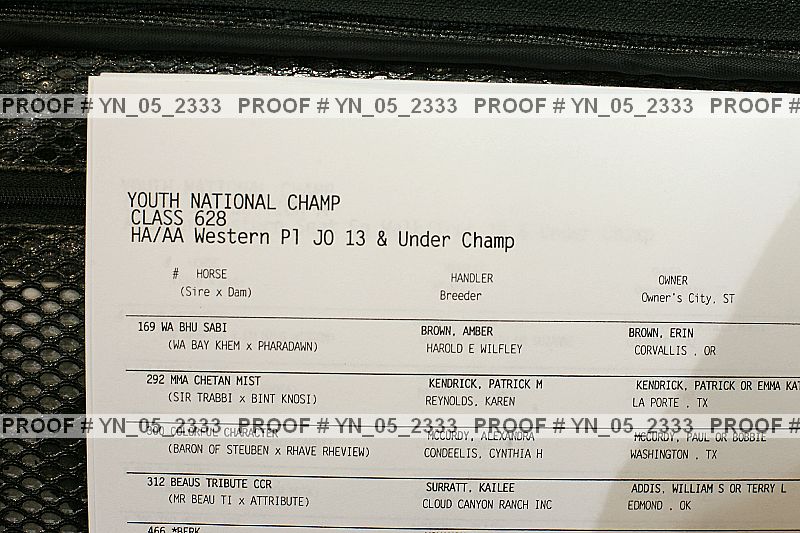 PROOF # YN_05_2333 PROOF # YN_05_2333 PROOF # YN_05_2333 PROOF # YN_05_2333
YOUTH NATIONAL CHAMP
CLASS 628
HA/AA Western Pl JO 13 & Under Champ
# HORSE HANDLER OWNER
(Sire x Dam) Breeder Owner's City, ST
169 WA BHU SABI BROWN, AMBER BROWN, ERIN
(WA BAY KHEM x PHARADAWN) HAROLD E WILFLEY CORVALLIS , OR
292 MMA CHETAN MIST KENDRICK, PATRICK M KENDRICK, PATRICK OR EMMA KAT
(SIR TRABBI x BINT KNOSI) REYNOLDS, KAREN LA PORTE , TX
PROOF # YN_05_2333 PROOF # YN_05_2333 PROOF # YN_05_2333 PROOF # YN_05_2333
COLORFUL CHARACTER MCCURDY, ALEXANDRA MCCURDY, PAUL OR BOBBIE
(BARON OF STEUBEN x RHAVE RHEVIEW) CONDEELIS, CYNTHIA H WASHINGTON , TX
312 BEAUS TRIBUTE CCR SURRATT, KAILEE ADDIS, WILLIAM S OR TERRY L
(MR BEAU TI x ATTRIBUTE) CLOUD CANYON RANCH INC EDMOND , OK
466 *BERK